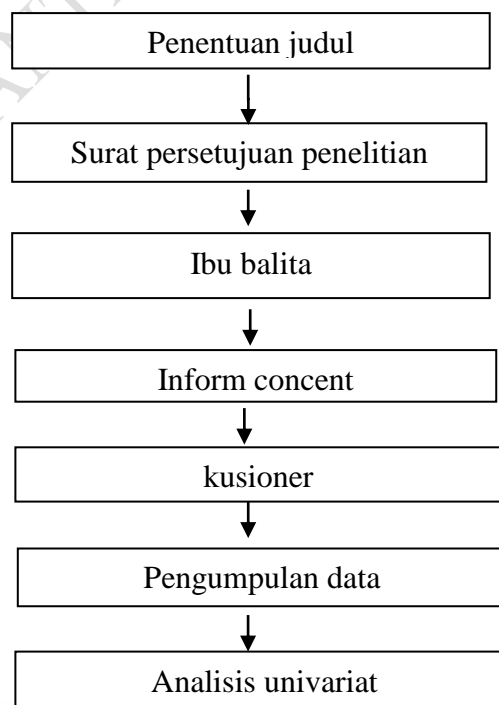 Penentuan judul
Surat persetujuan penelitian
Ibu balita
Inform concent
kusioner
Pengumpulan data
Analisis univariat